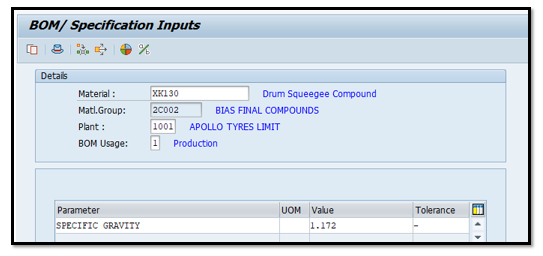 BOM/ Specification Inputs
Details
Material : XK130 Drum Squeegee Compound
Matl.Group: 2C002 BIAS FINAL COMPOUNDS
Plant : 1001 APOLLO TYRES LIMIT
BOM Usage: 1 Production
Parameter UOM Value Tolerance
SPECIFIC GRAVITY 1.172 -